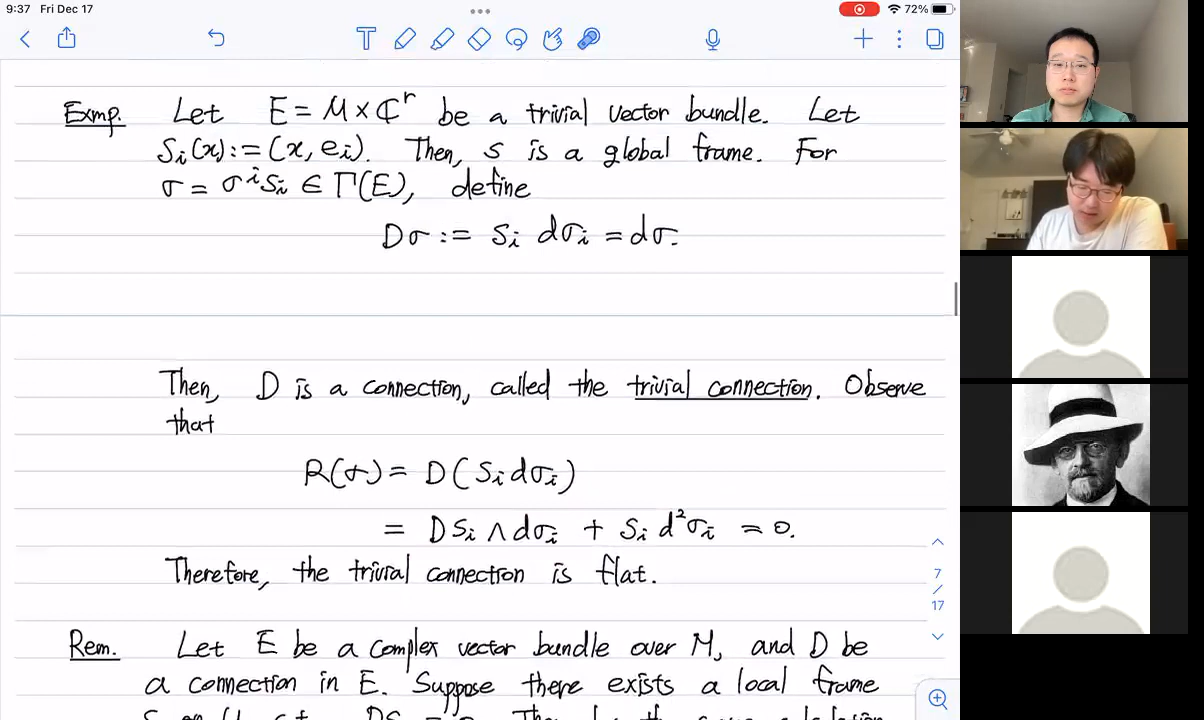 9:37 Fri Dec 17
72%
Exmp. Let E = M × ℂ^r be a trivial vector bundle. Let
s_i(x) := (x, e_i). Then, s is a global frame. For
σ = σ^i s_i ∈ Γ(E), define
Dσ := s_i dσ_i = dσ.
Then, D is a connection, called the trivial connection. Observe
that
R(σ) = D(s_i dσ_i)
= D s_i ∧ dσ_i + s_i d²σ_i = 0.
Therefore, the trivial connection is flat.
7
/
17
Rem. Let E be a complex vector bundle over M, and D be
a connection in E. Suppose there exists a local frame